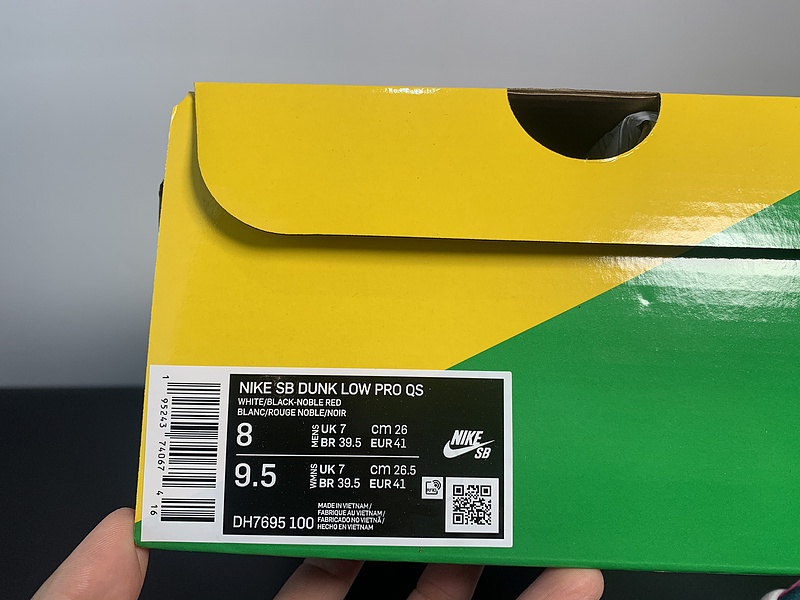 NIKE SB DUNK LOW PRO QS
WHITE/BLACK-NOBLE RED
BLANC/ROUGE NOBLE/NOIR
8
MENS
UK 7 cm 26
BR 39.5 EUR 41
9.5
WMNS
UK 7 cm 26.5
BR 39.5 EUR 41
NIKE
SB
MADE IN VIETNAM /
FABRIQUE AU VIETNAM /
FABRICADO NO VIETNÃ /
HECHO EN VIETNAM
DH7695 100
1 95243 74067 4 16